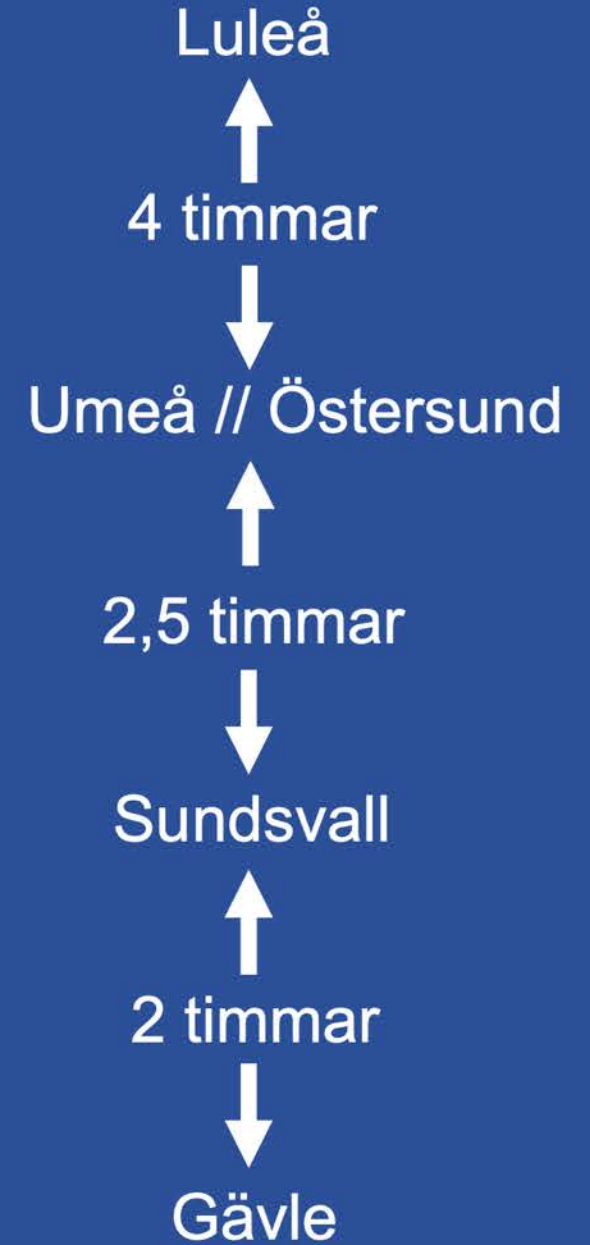 Luleå
4 timmar
Umeå // Östersund
2,5 timmar
Sundsvall
2 timmar
Gävle